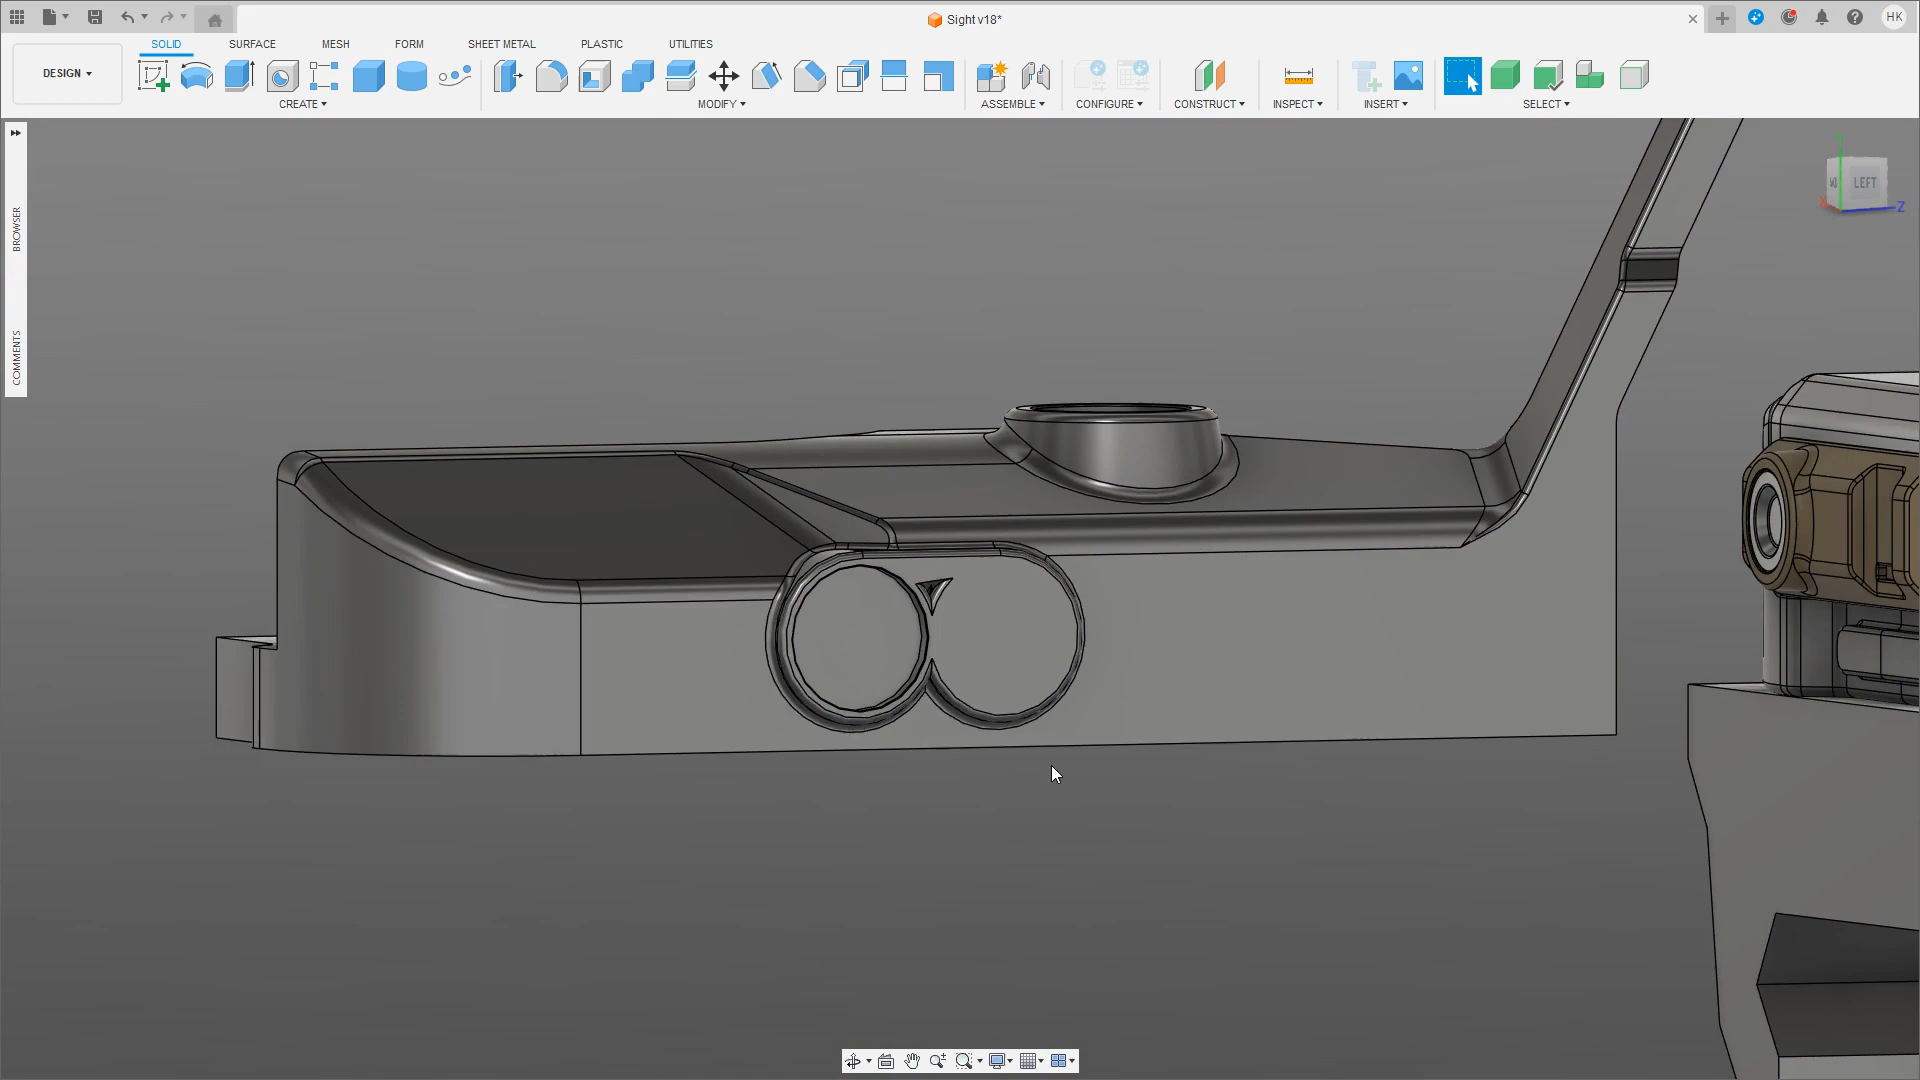 Sight v18*
HK
DESIGN
SOLID
SURFACE
MESH
FORM
SHEET METAL
PLASTIC
UTILITIES
CREATE
MODIFY
ASSEMBLE
CONFIGURE
CONSTRUCT
INSPECT
INSERT
SELECT
BROWSER
COMMENTS
LEFT
X
Z